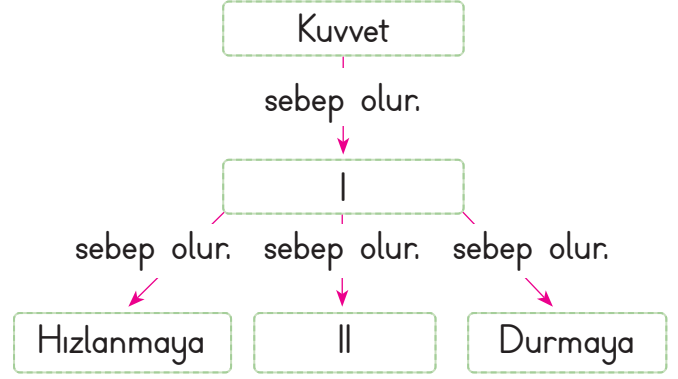 Kuvvet
sebep olur.
I
sebep olur. sebep olur. sebep olur.
Hızlanmaya II Durmaya